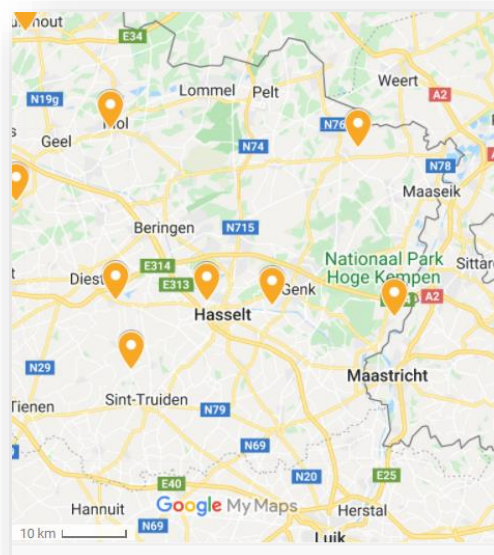 E34
Lommel
Pelt
Weert
A2
N19g
Mol
N76
Geel
N74
N78
Maaseik
Beringen
N715
Nationaal Park
Hoge Kempen
Sittard
Diest
E314
E313
Genk
A2
Hasselt
N29
Maastricht
Sint-Truiden
Tienen
N79
N69
N20
E25
E40
Hannuit
Google My Maps
Herstal
10 km
N69
Luik